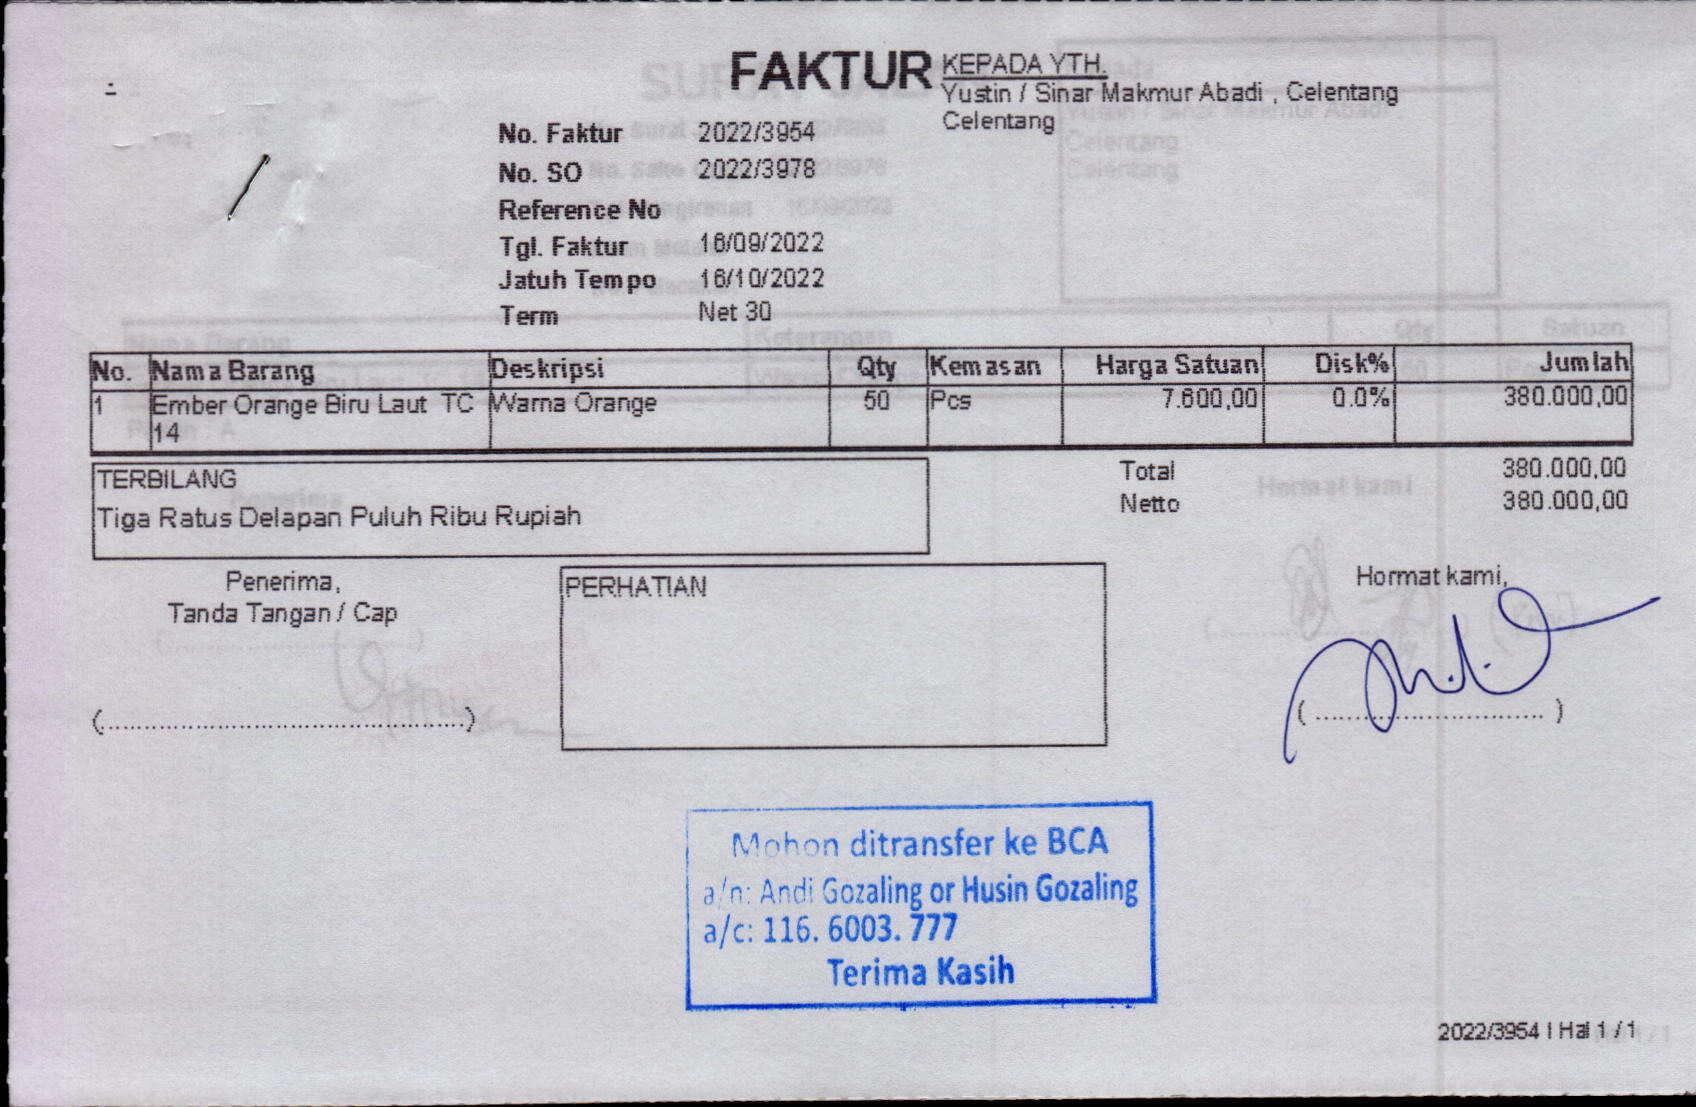 FAKTUR
KEPADA YTH.
Yustin / Sinar Makmur Abadi , Celentang
Celentang
No. Faktur 2022/3954
No. SO 2022/3978
Reference No
Tgl. Faktur 16/09/2022
Jatuh Tempo 16/10/2022
Term Net 30
No. Nama Barang Deskripsi Qty Kemasan Harga Satuan Disk% Jumlah
1 Ember Orange Biru Laut TC 14 Warna Orange 50 Pcs 7.600,00 0.0% 380.000,00
TERBILANG
Tiga Ratus Delapan Puluh Ribu Rupiah
Total 380.000,00
Netto 380.000,00
Penerima,
Tanda Tangan / Cap
(..........................................................)
PERHATIAN
Hormat kami,
( ............................. )
Mohon ditransfer ke BCA
a/n: Andi Gozaling or Husin Gozaling
a/c: 116. 6003. 777
Terima Kasih
2022/3954 | Hal 1 / 1